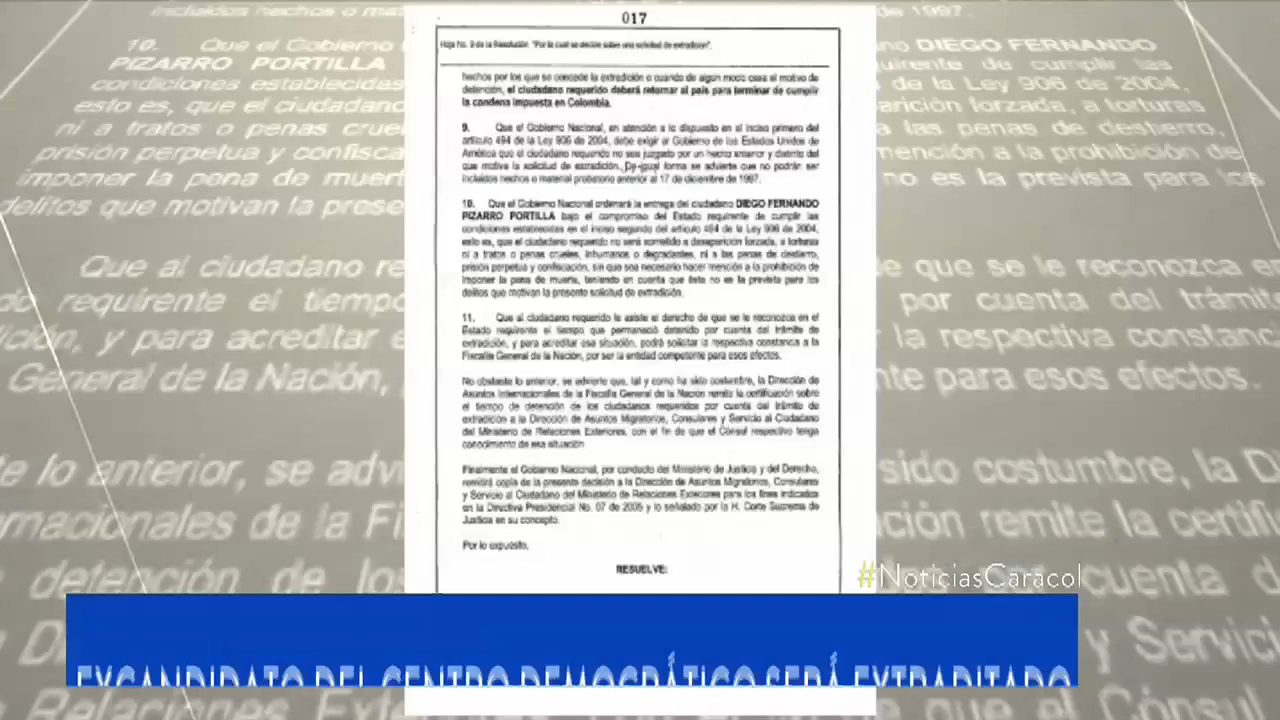 017
Hoja No. 9 de la Resolución "Por la cual se decide sobre una solicitud de extradición".
hechos por los que se concede la extradición o cuando de algún modo cese el motivo de
detención, el ciudadano requerido deberá retornar al país para terminar de cumplir
la condena impuesta en Colombia.
9. Que el Gobierno Nacional, en atención a lo dispuesto en el inciso primero del
artículo 494 de la Ley 906 de 2004, debe exigir al Gobierno de los Estados Unidos de
América que el ciudadano requerido no sea juzgado por un hecho anterior y distinto del
que motiva la solicitud de extradición. De igual forma se advierte que no podrán ser
incluidos hechos o material probatorio anterior al 17 de diciembre de 1997.
10. Que el Gobierno Nacional ordenará la entrega del ciudadano DIEGO FERNANDO
PIZARRO PORTILLA bajo el compromiso del Estado requirente de cumplir las
condiciones establecidas en el inciso segundo del artículo 494 de la Ley 906 de 2004,
esto es, que el ciudadano requerido no será sometido a desaparición forzada, a torturas
ni a tratos o penas crueles, inhumanos o degradantes, ni a las penas de destierro,
prisión perpetua y confiscación, sin que sea necesario hacer mención a la prohibición de
imponer la pena de muerte, teniendo en cuenta que ésta no es la prevista para los
delitos que motivan la presente solicitud de extradición.
11. Que al ciudadano requerido le asiste el derecho de que se le reconozca en el
Estado requirente el tiempo que permaneció detenido por cuenta del trámite de
extradición, y para acreditar esa situación, podrá solicitar la respectiva constancia a la
Fiscalía General de la Nación, por ser la entidad competente para esos efectos.
No obstante lo anterior, se advierte que, tal y como ha sido costumbre, la Dirección de
Asuntos Internacionales de la Fiscalía General de la Nación remite la certificación sobre
el tiempo de detención de los ciudadanos requeridos por cuenta del trámite de
extradición a la Dirección de Asuntos Migratorios, Consulares y Servicio al Ciudadano
del Ministerio de Relaciones Exteriores, con el fin de que el Cónsul respectivo tenga
conocimiento de esa situación
Finalmente el Gobierno Nacional, por conducto del Ministerio de Justicia y del Derecho,
remitirá copia de la presente decisión a la Dirección de Asuntos Migratorios, Consulares
y Servicio al Ciudadano del Ministerio de Relaciones Exteriores para los fines indicados
en la Directiva Presidencial No. 07 de 2005 y lo señalado por la H. Corte Suprema de
Justicia en su concepto.
Por lo expuesto,
RESUELVE:
#NoticiasCaracol
EXCANDIDATO DEL CENTRO DEMOCRÁTICO SERÁ EXTRADITADO